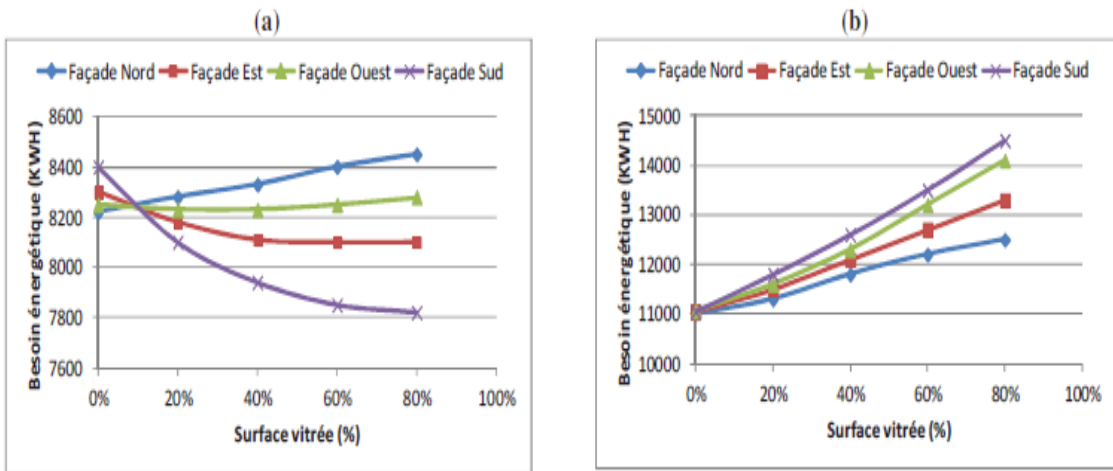 (a)
Façade Nord Façade Est Façade Ouest Façade Sud
Besoin énergétique (KWH)
8600
8400
8200
8000
7800
7600
0% 20% 40% 60% 80% 100%
Surface vitrée (%)
(b)
Façade Nord Façade Est Façade Ouest Façade Sud
Besoin énergétique (KWH)
15000
14000
13000
12000
11000
10000
0% 20% 40% 60% 80% 100%
Surface vitrée (%)